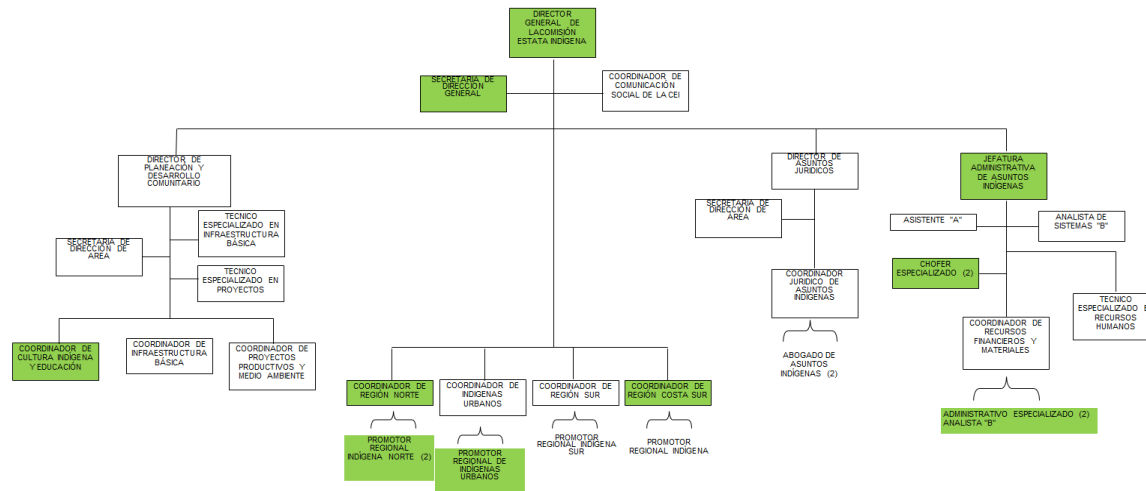 DIRECTOR
GENERAL DE
LACOMISIÓN
ESTATA INDÍGENA
SECRETARIA DE
DIRECCIÓN
GENERAL
COORDINADOR DE
COMUNICACIÓN
SOCIAL DE LA CEI
DIRECTOR DE
PLANEACIÓN Y
DESARROLLO
COMUNITARIO
DIRECTOR DE
ASUNTOS
JURIDICOS
JEFATURA
ADMINISTRATIVA
DE ASUNTOS
INDÍGENAS
TECNICO
ESPECIALIZADO EN
INFRAESTRUCTURA
BÁSICA
SECRETARIA DE
DIRECCIÓN DE
AREA
TECNICO
ESPECIALIZADO EN
PROYECTOS
SECRETARIA DE
DIRECCIÓN DE
ÁREA
ASISTENTE "A"
ANALISTA DE
SISTEMAS "B"
CHOFER
ESPECIALIZADO (2)
COORDINADOR
JURIDICO DE
ASUNTOS
INDIGENAS
TECNICO
ESPECIALIZADO E
RECURSOS
HUMANOS
COORDINADOR DE
RECURSOS
FINANCIEROS Y
MATERIALES
COORDINADOR DE
CULTURA INDÍGENA
Y EDUCACIÓN
COORDINADOR DE
INFRAESTRUCTURA
BÁSICA
COORDINADOR DE
PROYECTOS
PRODUCTIVOS Y
MEDIO AMBIENTE
ABOGADO DE
ASUNTOS
INDÍGENAS (2)
COORDINADOR DE
REGIÓN NORTE
COORDINADOR DE
INDIGENAS
URBANOS
COORDINADOR DE
REGIÓN SUR
COORDINADOR DE
REGIÓN COSTA SUR
ADMINISTRATIVO ESPECIALIZADO (2)
ANALISTA "B"
PROMOTOR
REGIONAL
INDÍGENA NORTE (2)
PROMOTOR
REGIONAL DE
INDÍGENAS
URBANOS
PROMOTOR
REGIONAL INDIGENA
SUR
PROMOTOR
REGIONAL INDÍGENA